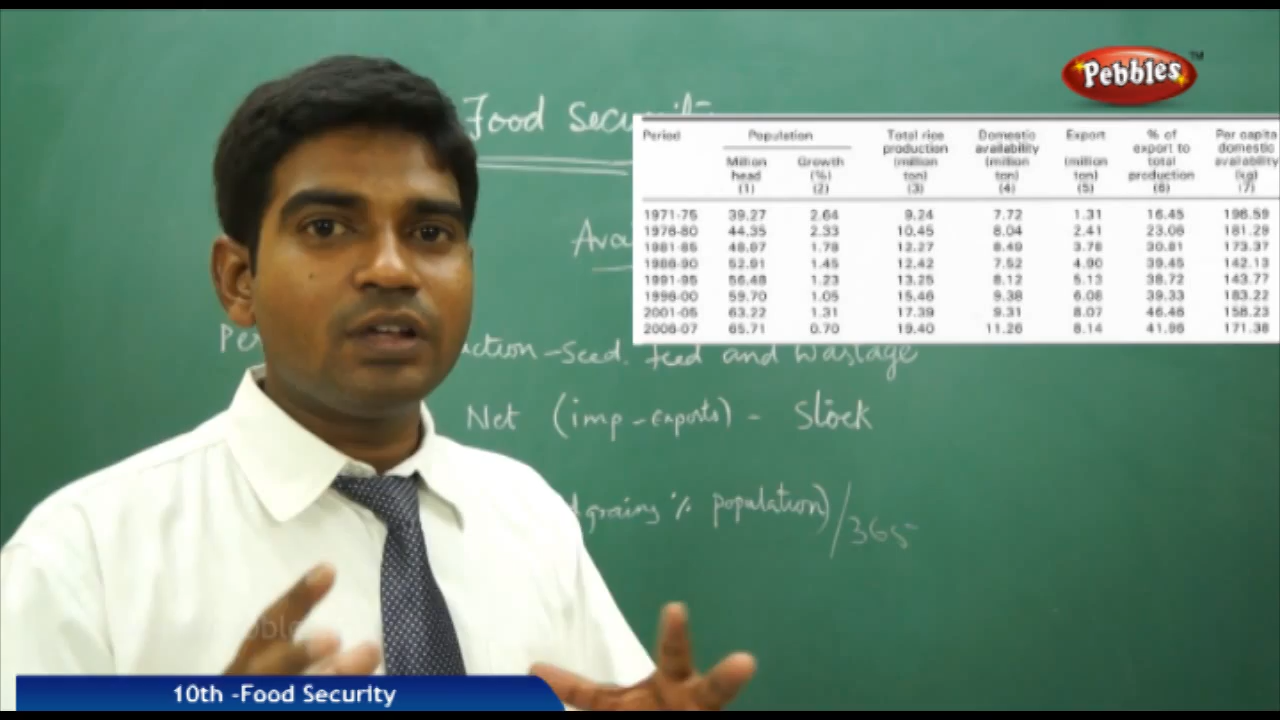 Pebbles™
Food Securit
Period Population Total rice production (million ton) (3) Domestic availability (million ton) (4) Export (million ton) (5) % of export to total production (6) Per capita domestic availability (kg) (7)
Million head (1) Growth (%) (2)
1971-75 39.27 2.64 9.24 7.72 1.31 16.45 196.59
1976-80 44.35 2.33 10.45 8.04 2.41 23.06 181.29
1981-85 48.97 1.78 12.27 8.49 3.78 30.81 173.37
1986-90 52.91 1.45 12.42 7.52 4.90 39.45 142.13
1991-95 56.48 1.23 13.25 8.12 5.13 38.72 143.77
1996-00 59.70 1.05 15.46 9.38 6.08 39.33 183.22
2001-05 63.22 1.31 17.39 9.31 8.07 46.46 158.23
2006-07 65.71 0.70 19.40 11.26 8.14 41.96 171.38
Ava
Per uction - Seed. feed and Wastage
Net (imp - exports) - Stock
grains % population) / 365
10th -Food Security